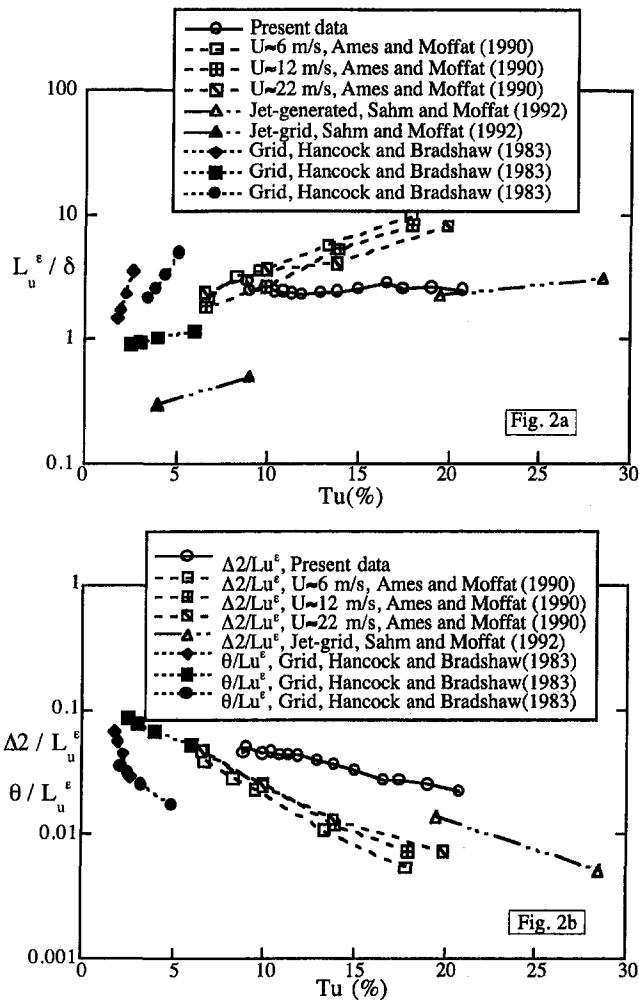 Present data
U≈6 m/s, Ames and Moffat (1990)
U≈12 m/s, Ames and Moffat (1990)
U≈22 m/s, Ames and Moffat (1990)
Jet-generated, Sahm and Moffat (1992)
Jet-grid, Sahm and Moffat (1992)
Grid, Hancock and Bradshaw (1983)
Grid, Hancock and Bradshaw (1983)
Grid, Hancock and Bradshaw (1983)
100
10
L_u^ε / δ
1
0.1
Fig. 2a
0 5 10 15 20 25 30
Tu(%)
Δ2/Lu^ε, Present data
Δ2/Lu^ε, U≈6 m/s, Ames and Moffat (1990)
Δ2/Lu^ε, U≈12 m/s, Ames and Moffat (1990)
Δ2/Lu^ε, U≈22 m/s, Ames and Moffat (1990)
Δ2/Lu^ε, Jet-grid, Sahm and Moffat (1992)
θ/Lu^ε, Grid, Hancock and Bradshaw(1983)
θ/Lu^ε, Grid, Hancock and Bradshaw (1983)
θ/Lu^ε, Grid, Hancock and Bradshaw (1983)
1
0.1
Δ2 / L_u^ε
θ / L_u^ε
0.01
0.001
Fig. 2b
0 5 10 15 20 25 30
Tu (%)